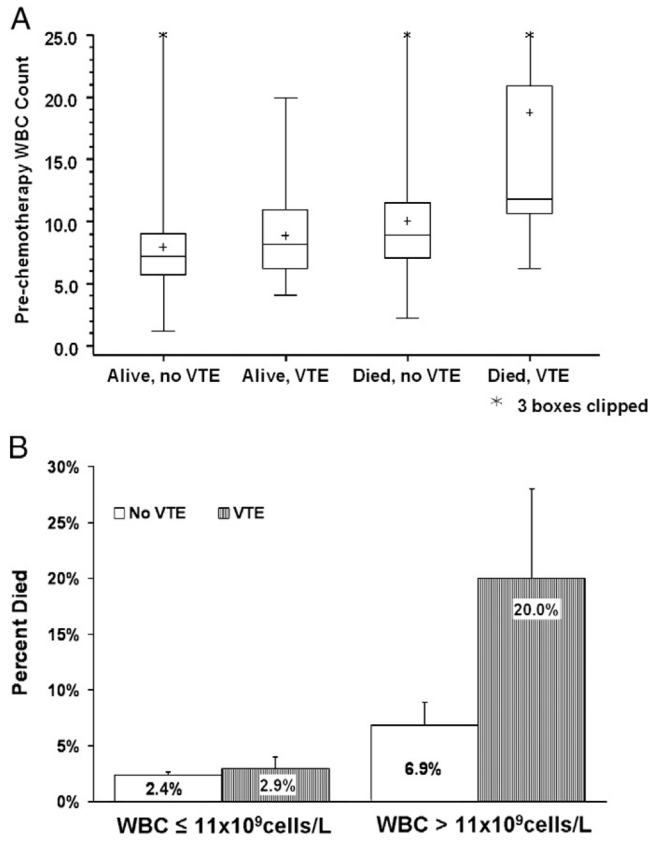 A
Pre-chemotherapy WBC Count
25.0
20.0
15.0
10.0
5.0
0.0
Alive, no VTE
Alive, VTE
Died, no VTE
Died, VTE
* 3 boxes clipped
B
Percent Died
30%
25%
20%
15%
10%
5%
0%
No VTE
VTE
2.4%
2.9%
6.9%
20.0%
WBC ≤ 11x10⁹cells/L
WBC > 11x10⁹cells/L